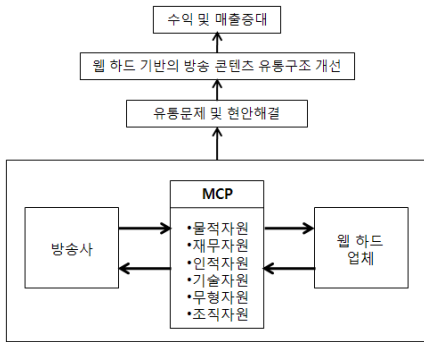 수익 및 매출증대
웹 하드 기반의 방송 콘텐츠 유통구조 개선
유통문제 및 현안해결
MCP
방송사
•물적자원
•재무자원
•인적자원
•기술자원
•무형자원
•조직자원
웹 하드
업체